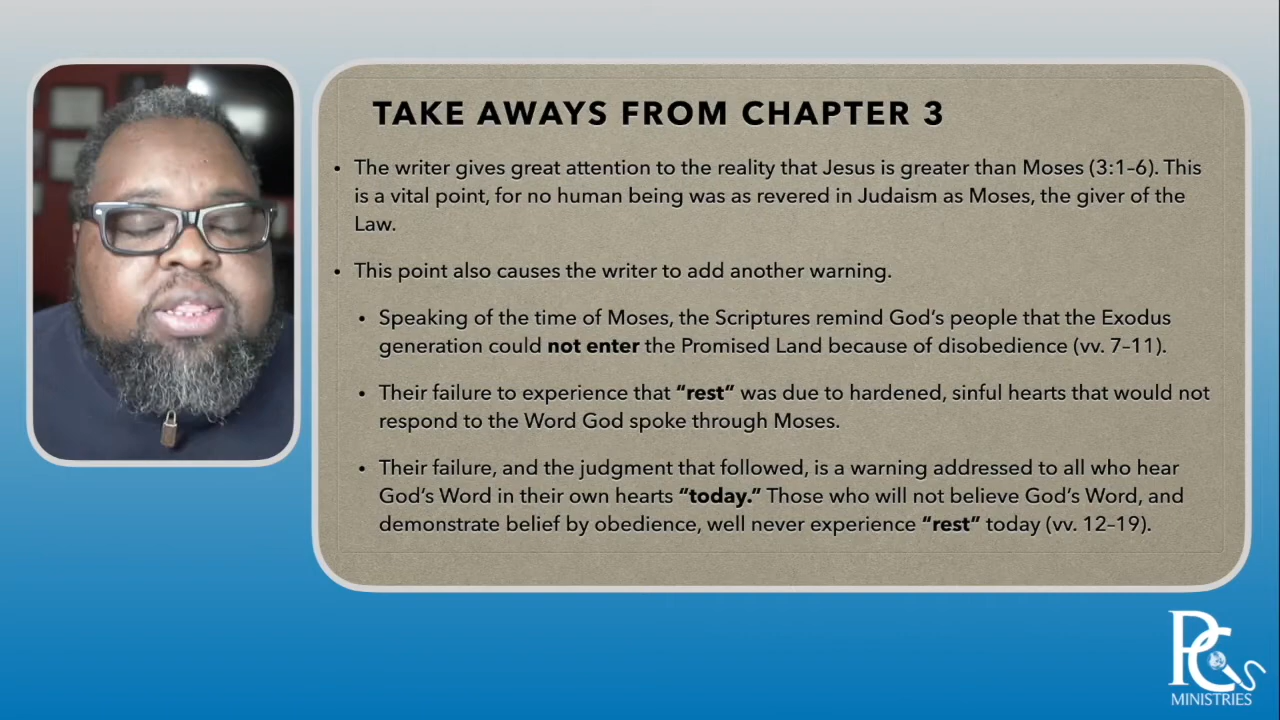 TAKE AWAYS FROM CHAPTER 3
• The writer gives great attention to the reality that Jesus is greater than Moses (3:1–6). This
is a vital point, for no human being was as revered in Judaism as Moses, the giver of the
Law.
• This point also causes the writer to add another warning.
• Speaking of the time of Moses, the Scriptures remind God’s people that the Exodus
generation could not enter the Promised Land because of disobedience (vv. 7–11).
• Their failure to experience that “rest” was due to hardened, sinful hearts that would not
respond to the Word God spoke through Moses.
• Their failure, and the judgment that followed, is a warning addressed to all who hear
God’s Word in their own hearts “today.” Those who will not believe God’s Word, and
demonstrate belief by obedience, well never experience “rest” today (vv. 12–19).
PC
MINISTRIES